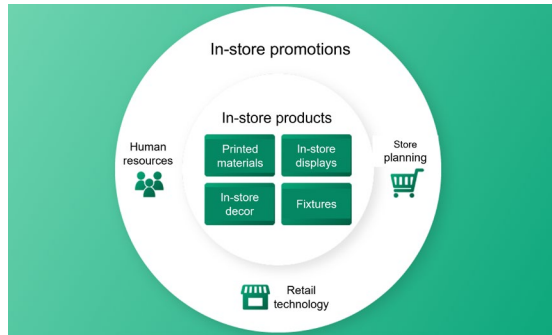 In-store promotions
In-store products
Printed
materials
In-store
displays
In-store
decor
Fixtures
Human
resources
Store
planning
Retail
technology